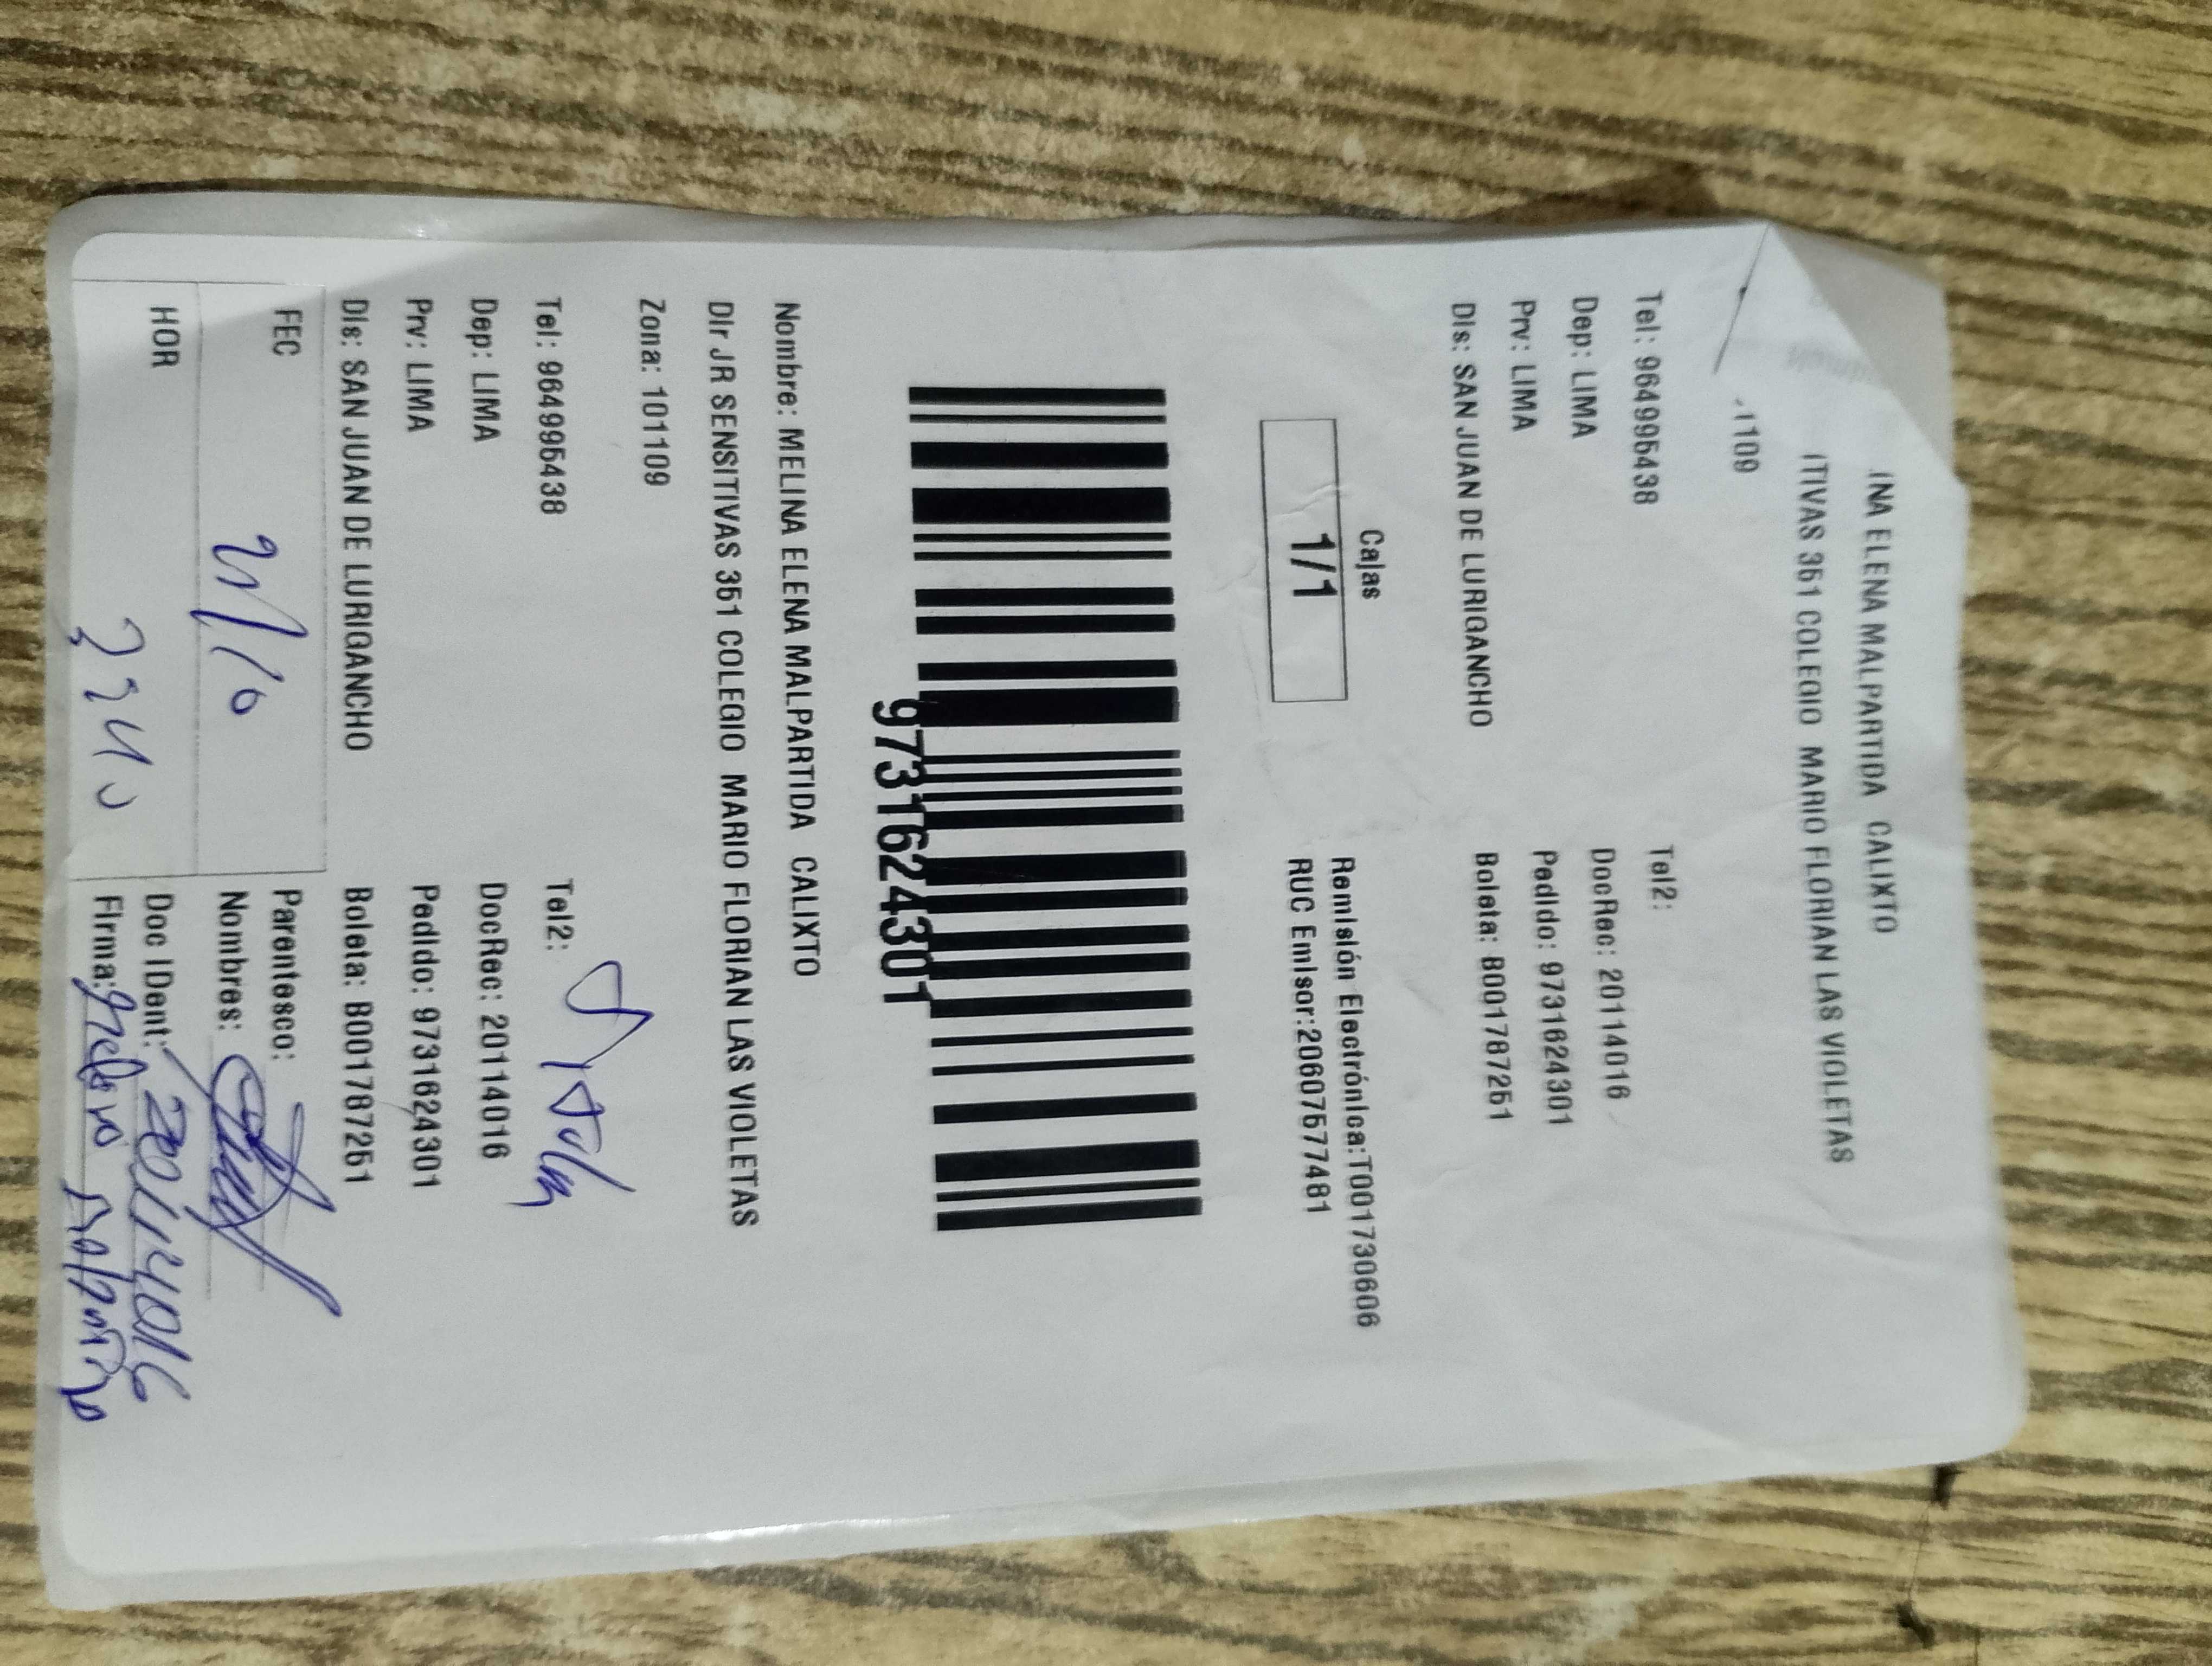 INA ELENA MALPARTIDA CALIXTO
ITIVAS 351 COLEGIO MARIO FLORIAN LAS VIOLETAS
1109
Tel: 964995438 Tel2:
Dep: LIMA DocRec: 20114016
Prv: LIMA Pedido: 9731624301
Dis: SAN JUAN DE LURIGANCHO Boleta: B001787251
Cajas
1/1
Remisión Electrónica:T001730606
RUC Emisor:20607577481
9731624301
Nombre: MELINA ELENA MALPARTIDA CALIXTO
Dir JR SENSITIVAS 351 COLEGIO MARIO FLORIAN LAS VIOLETAS
Zona: 101109
Tel: 964995438 Tel2:
Dep: LIMA DocRec: 20114016
Prv: LIMA Pedido: 9731624301
Dis: SAN JUAN DE LURIGANCHO Boleta: B001787251
FEC Parentesco:
Nombres:
HOR Doc IDent: 20114016
Firma: